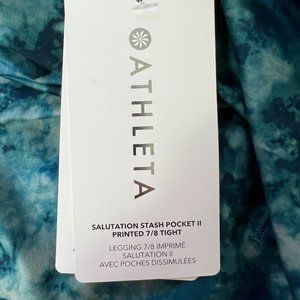 ATHLETA
SALUTATION STASH POCKET II
PRINTED 7/8 TIGHT
LEGGING 7/8 IMPRIMÉ
SALUTATION II
AVEC POCHES DISSIMULÉES